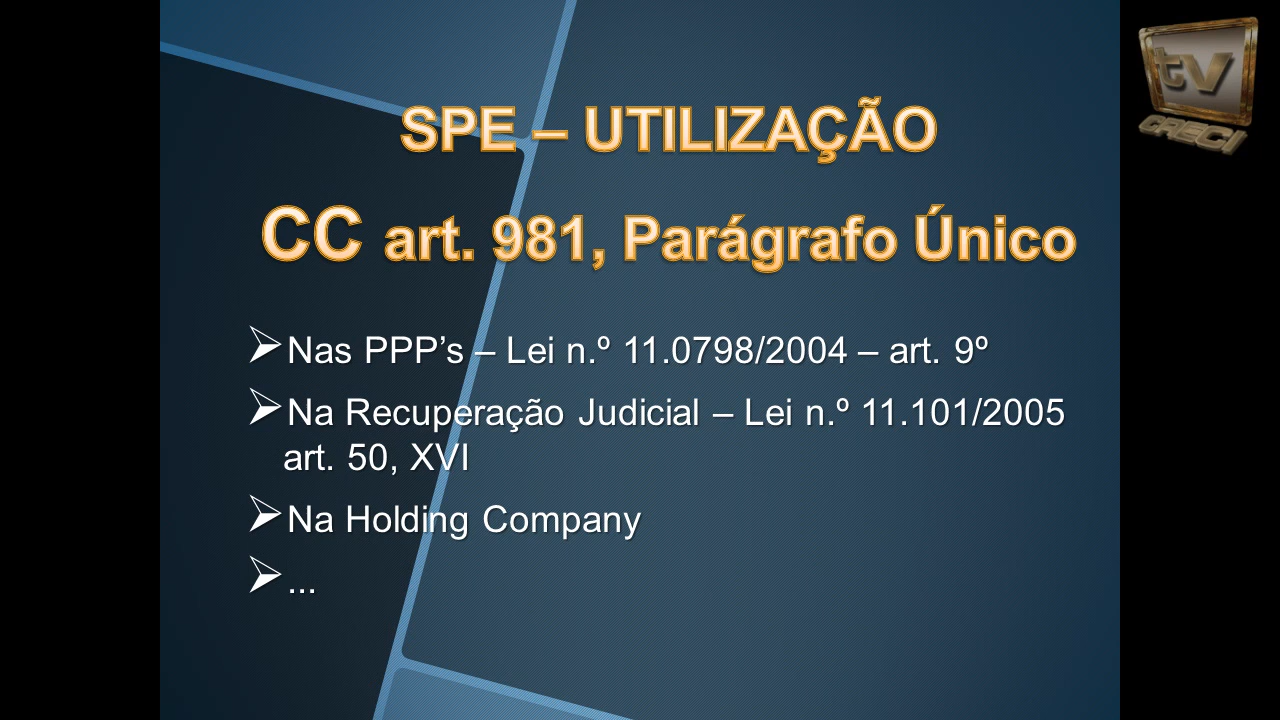 SPE – UTILIZAÇÃO
CC art. 981, Parágrafo Único
Nas PPP’s – Lei n.º 11.0798/2004 – art. 9º
Na Recuperação Judicial – Lei n.º 11.101/2005
art. 50, XVI
Na Holding Company
...
tv
CRECI